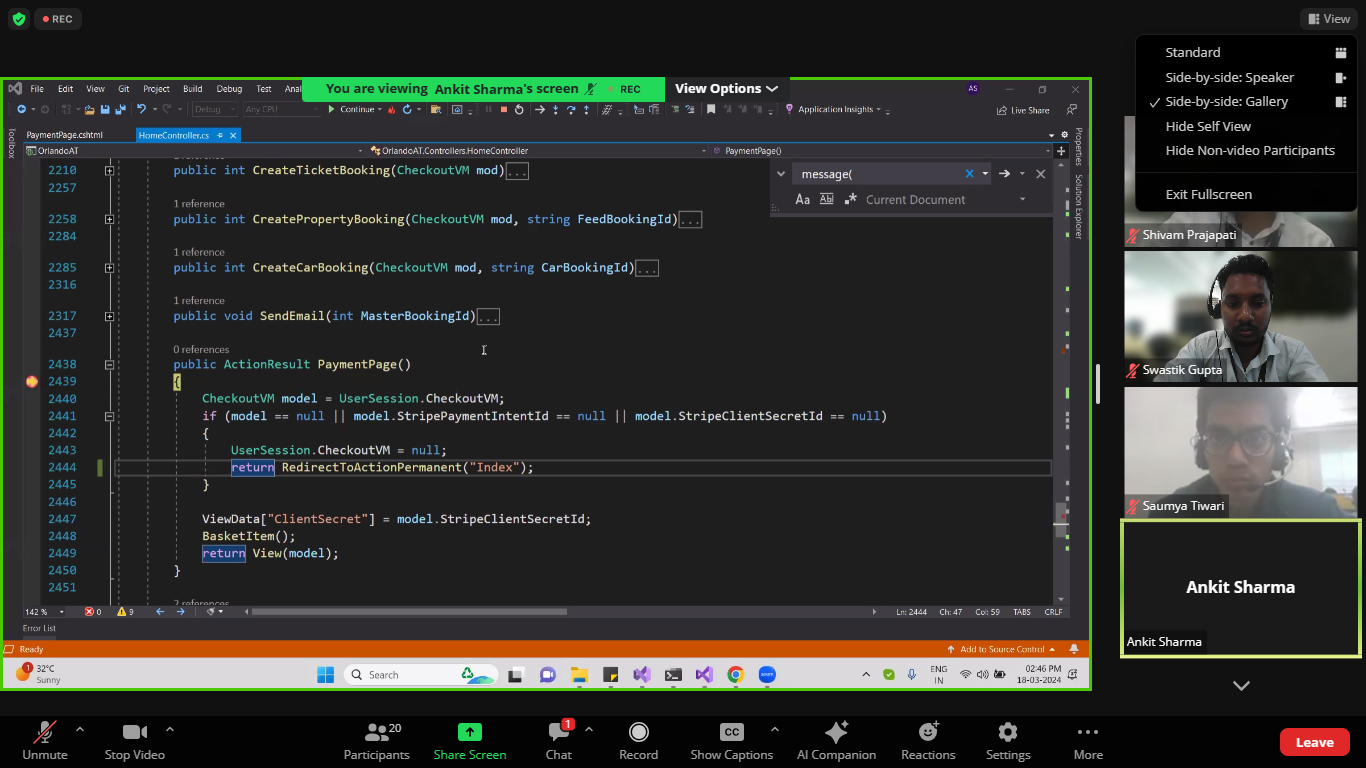 REC
View
Standard
Side-by-side: Speaker
Side-by-side: Gallery
Hide Self View
Hide Non-video Participants
Exit Fullscreen
You are viewing Ankit Sharma's screen REC View Options
File Edit View Git Project Build Debug Test AS
Debug Any CPU Continue Application Insights Live Share
Toolbox
PaymentPage.cshtml HomeController.cs
OrlandoAT OrlandoAT.Controllers.HomeController PaymentPage()
Properties Solution Explorer
message(
Aa Ab Current Document
2210 public int CreateTicketBooking(CheckoutVM mod)...
2257
1 reference
2258 public int CreatePropertyBooking(CheckoutVM mod, string FeedBookingId)...
2284
1 reference
2285 public int CreateCarBooking(CheckoutVM mod, string CarBookingId)...
2316
1 reference
2317 public void SendEmail(int MasterBookingId)...
2437
0 references
2438 public ActionResult PaymentPage()
2439 {
2440 CheckoutVM model = UserSession.CheckoutVM;
2441 if (model == null || model.StripePaymentIntentId == null || model.StripeClientSecretId == null)
2442 {
2443 UserSession.CheckoutVM = null;
2444 return RedirectToActionPermanent("Index");
2445 }
2446
2447 ViewData["ClientSecret"] = model.StripeClientSecretId;
2448 BasketItem();
2449 return View(model);
2450 }
2451
142 % 0 9 Ln: 2444 Ch: 47 Col: 59 TABS CRLF
Error List
Ready Add to Source Control
1 32°C
Sunny
Search
ENG
IN
02:46 PM
18-03-2024
Shivam Prajapati
Swastik Gupta
Saumya Tiwari
Ankit Sharma
Ankit Sharma
Unmute Stop Video Participants 20 Share Screen Chat 1 Record CC Show Captions AI Companion Reactions Settings More Leave